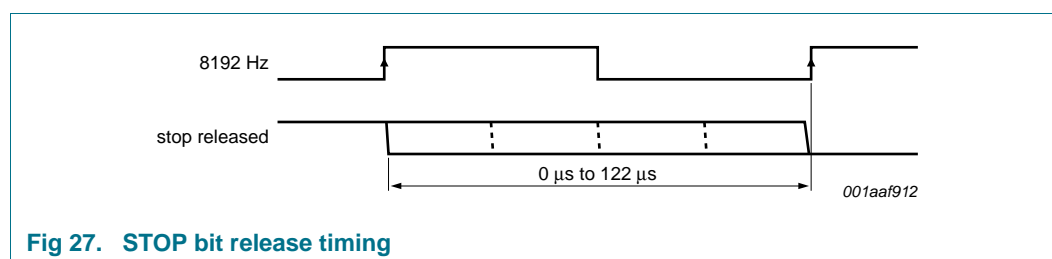 8192 Hz
stop released
0 μs to 122 μs
001aaf912
Fig 27. STOP bit release timing